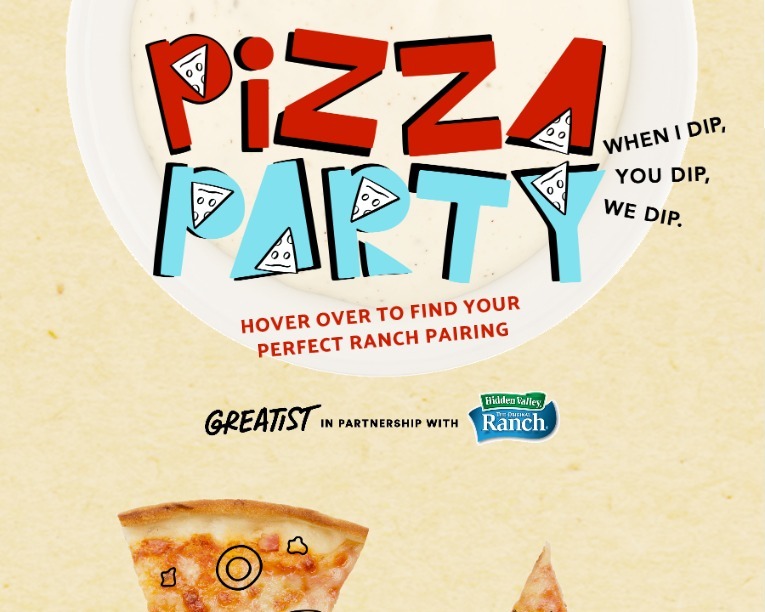 PiZZA
WHEN I DIP,
YOU DIP,
WE DIP.
PARTY
HOVER OVER TO FIND YOUR
PERFECT RANCH PAIRING
GREATIST IN PARTNERSHIP WITH
Hidden Valley
THE ORIGINAL
Ranch